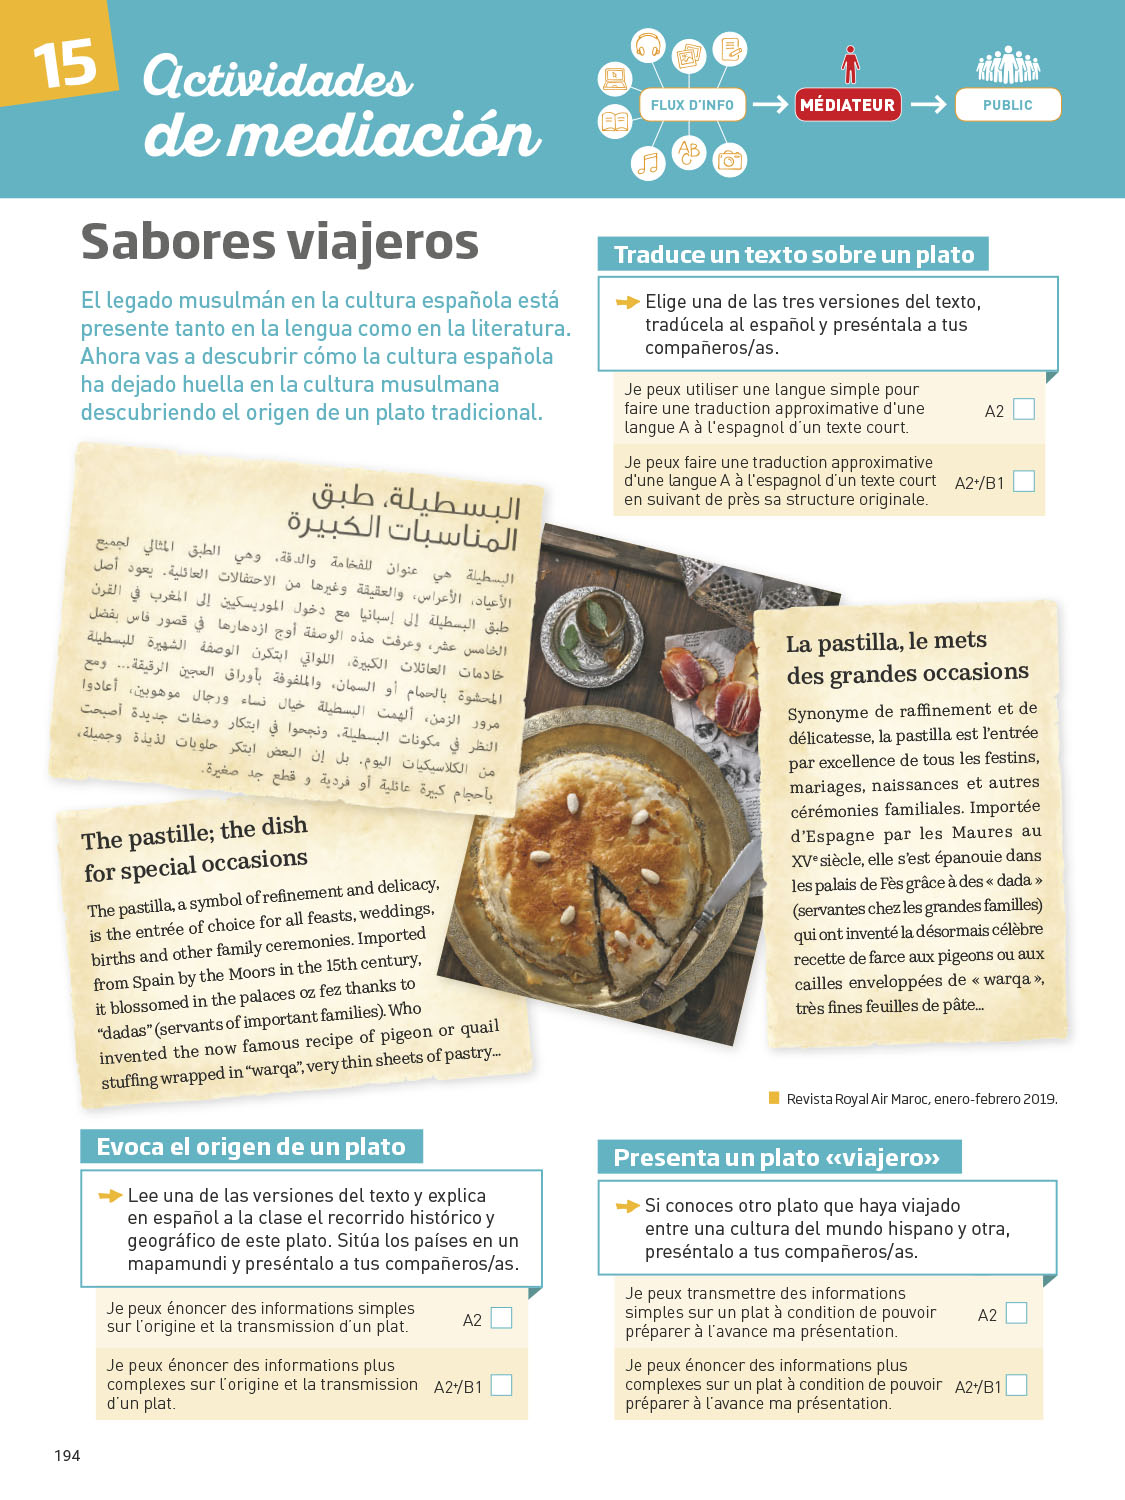 15
Actividades
de mediación
FLUX D'INFO
MÉDIATEUR
PUBLIC
AB
C
Sabores viajeros
El legado musulmán en la cultura española está
presente tanto en la lengua como en la literatura.
Ahora vas a descubrir cómo la cultura española
ha dejado huella en la cultura musulmana
descubriendo el origen de un plato tradicional.
Traduce un texto sobre un plato
Elige una de las tres versiones del texto,
tradúcela al español y preséntala a tus
compañeros/as.
Je peux utiliser une langue simple pour
faire une traduction approximative d'une
langue A à l'espagnol d'un texte court.
A2
Je peux faire une traduction approximative
d'une langue A à l'espagnol d'un texte court
en suivant de près sa structure originale.
A2+/B1
البسطيلة، طبق
المناسبات الكبيرة
البسطيلة هي عنوان للفخامة والدقة، وهي الطبق المثالي لجميع
الأعياد، الأعراس، والعقيقة وغيرها من الاحتفالات العائلية. يعود أصل
طبق البسطيلة إلى إسبانيا مع دخول الموريسكيين إلى المغرب في القرن
الخامس عشر، وعرفت هذه الوصفة أوج ازدهارها في قصور فاس بفضل
خادمات العائلات الكبيرة، اللواتي ابتكرن الوصفة الشهيرة للبسطيلة
المحشوة بالحمام أو السمان، والملفوفة بأوراق العجين الرقيقة... ومع
مرور الزمن، ألهمت البسطيلة خيال نساء ورجال موهوبين، أعادوا
النظر في مكونات البسطيلة، ونجحوا في ابتكار وصفات جديدة أصبحت
من الكلاسيكيات اليوم. بل إن البعض ابتكر حلويات لذيذة وجميلة،
بأحجام كبيرة عائلية أو فردية و قطع جد صغيرة.
The pastille; the dish
for special occasions
The pastilla, a symbol of refinement and delicacy,
is the entrée of choice for all feasts, weddings,
births and other family ceremonies. Imported
from Spain by the Moors in the 15th century,
it blossomed in the palaces oz fez thanks to
“dadas” (servants of important families). Who
invented the now famous recipe of pigeon or quail
stuffing wrapped in “warqa”, very thin sheets of pastry...
La pastilla, le mets
des grandes occasions
Synonyme de raffinement et de
délicatesse, la pastilla est l'entrée
par excellence de tous les festins,
mariages, naissances et autres
cérémonies familiales. Importée
d'Espagne par les Maures au
XVe siècle, elle s'est épanouie dans
les palais de Fès grâce à des « dada »
(servantes chez les grandes familles)
qui ont inventé la désormais célèbre
recette de farce aux pigeons ou aux
cailles enveloppées de « warqa »,
très fines feuilles de pâte...
Revista Royal Air Maroc, enero-febrero 2019.
Evoca el origen de un plato
Lee una de las versiones del texto y explica
en español a la clase el recorrido histórico y
geográfico de este plato. Sitúa los países en un
mapamundi y preséntalo a tus compañeros/as.
Je peux énoncer des informations simples
sur l'origine et la transmission d'un plat.
A2
Je peux énoncer des informations plus
complexes sur l'origine et la transmission
d'un plat.
A2+/B1
Presenta un plato «viajero»
Si conoces otro plato que haya viajado
entre una cultura del mundo hispano y otra,
preséntalo a tus compañeros/as.
Je peux transmettre des informations
simples sur un plat à condition de pouvoir
préparer à l'avance ma présentation.
A2
Je peux énoncer des informations plus
complexes sur un plat à condition de pouvoir
préparer à l'avance ma présentation.
A2+/B1
194